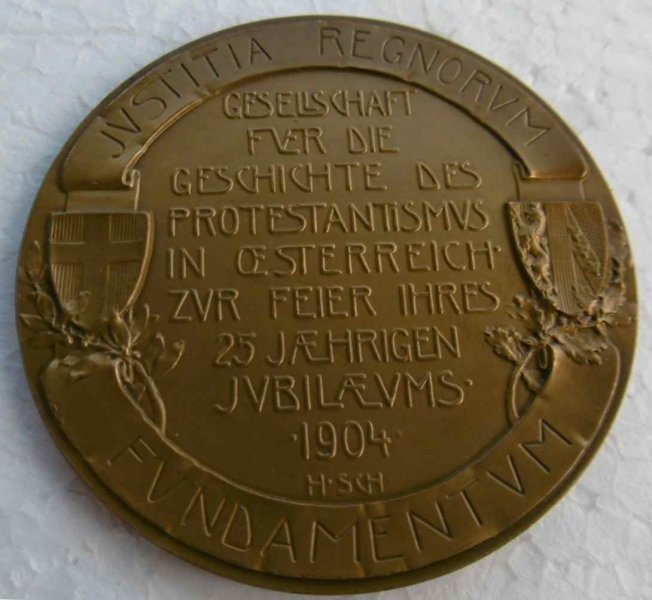 JVSTITIA REGNORVM
GESELLSCHAFT
FVER DIE
GESCHICHTE DES
PROTESTANTISMVS
IN ŒSTERREICH·
ZVR FEIER IHRES
25 JÆHRIGEN
JVBILÆVMS·
·1904·
H·SCH
FVNDAMENTVM